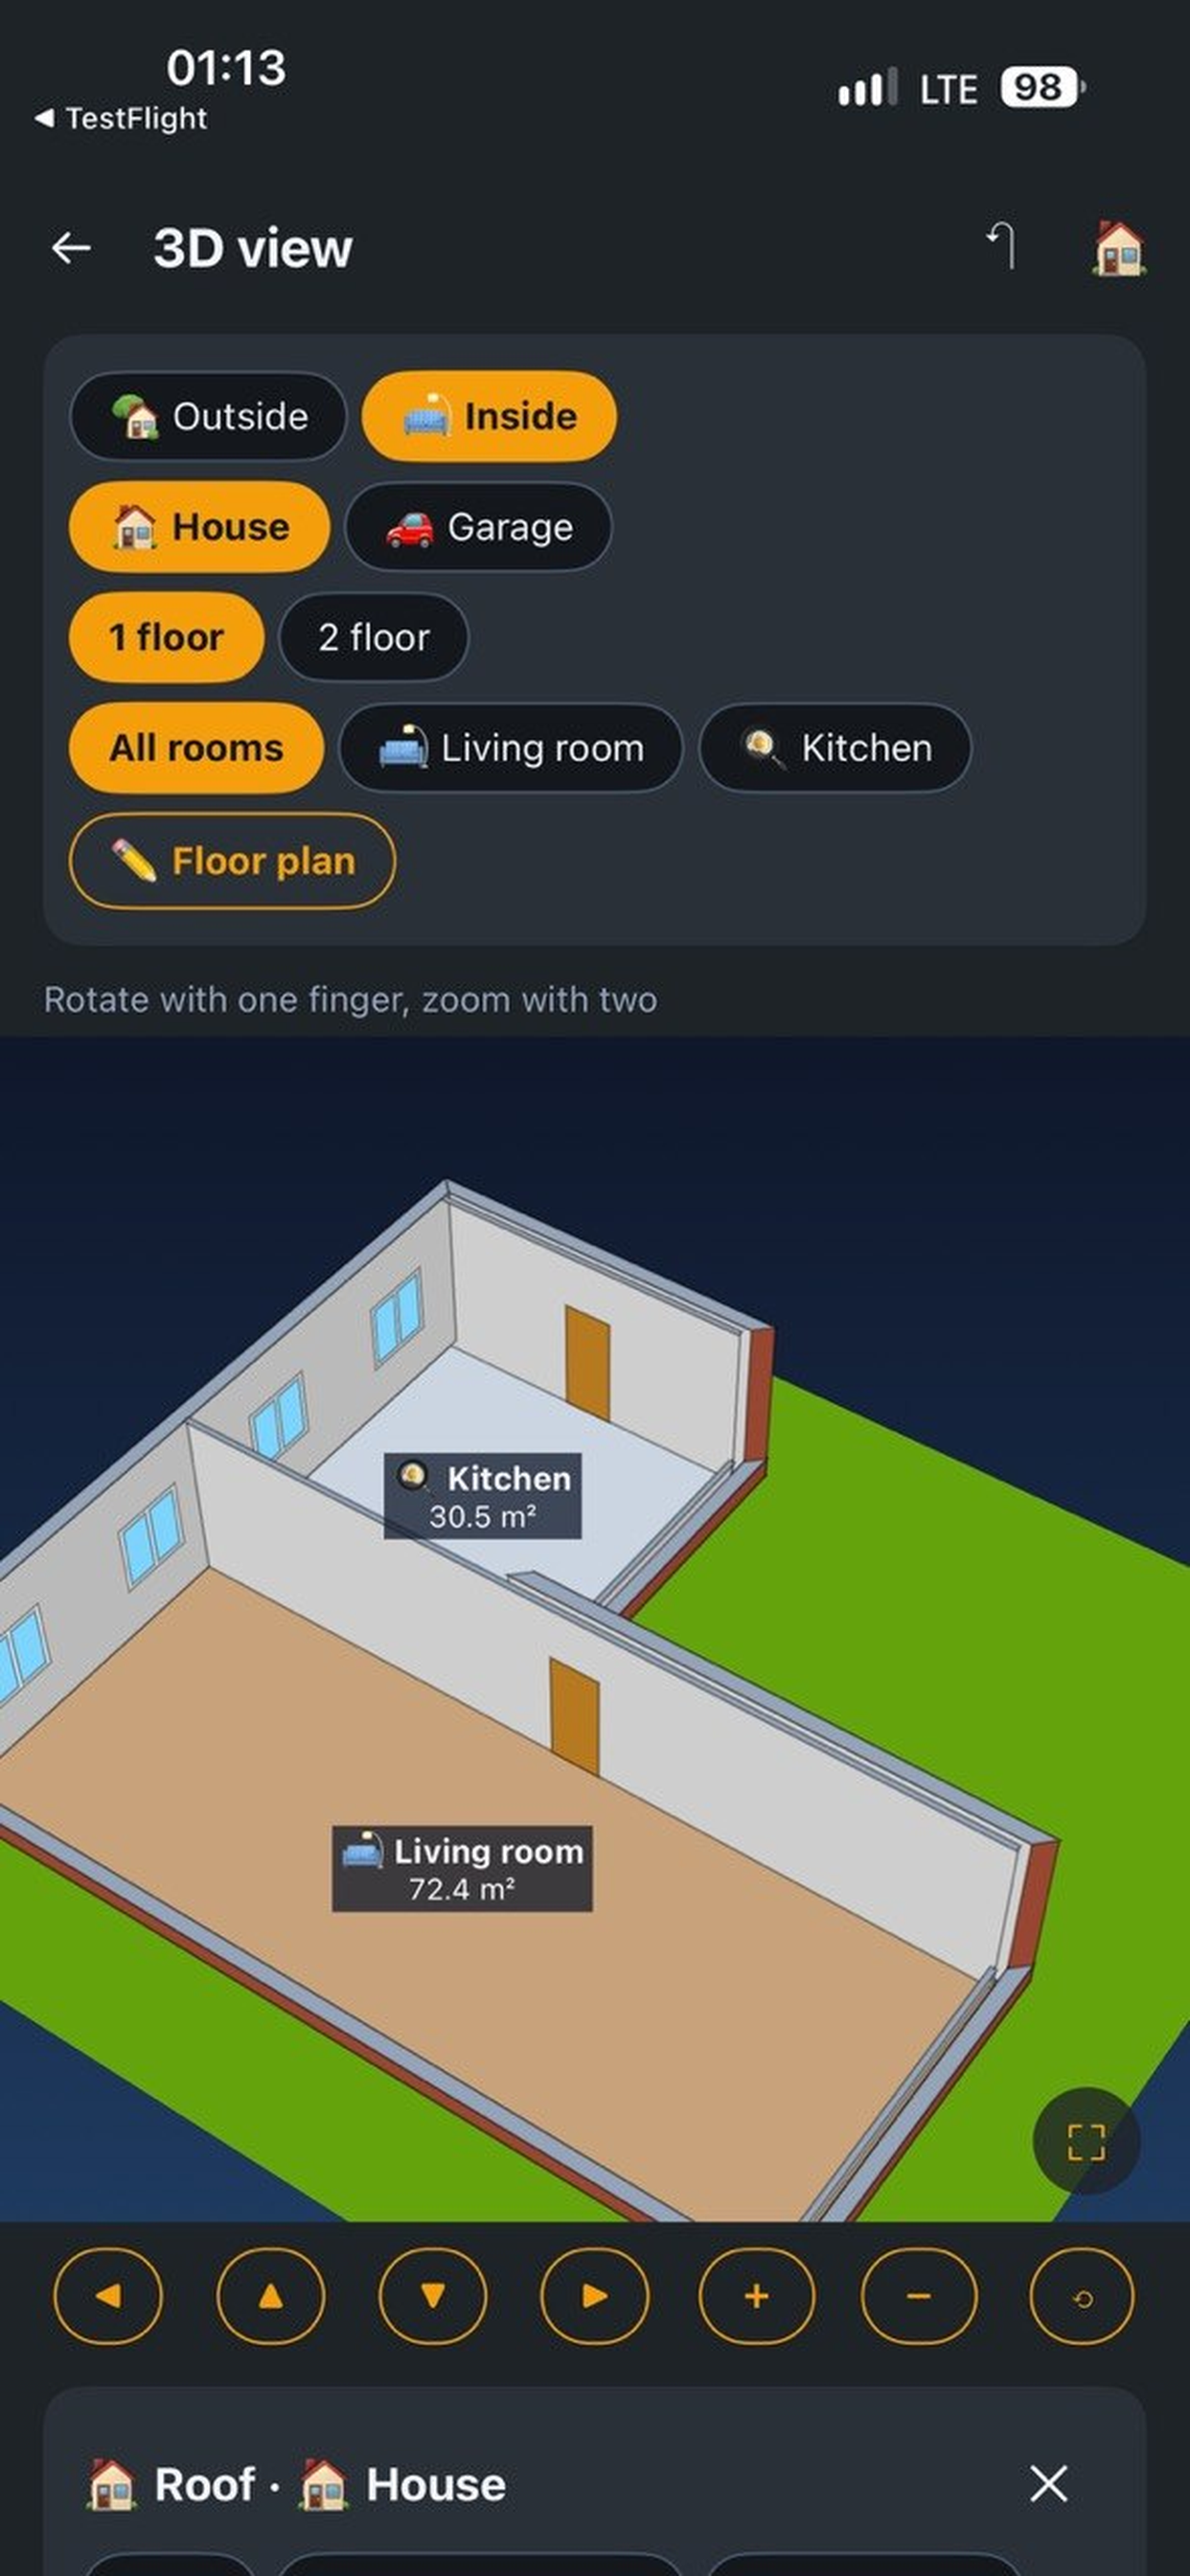 01:13
LTE 98
◀ TestFlight
3D view
Outside Inside
House Garage
1 floor 2 floor
All rooms Living room Kitchen
Floor plan
Rotate with one finger, zoom with two
Kitchen
30.5 m²
Living room
72.4 m²
Roof · House